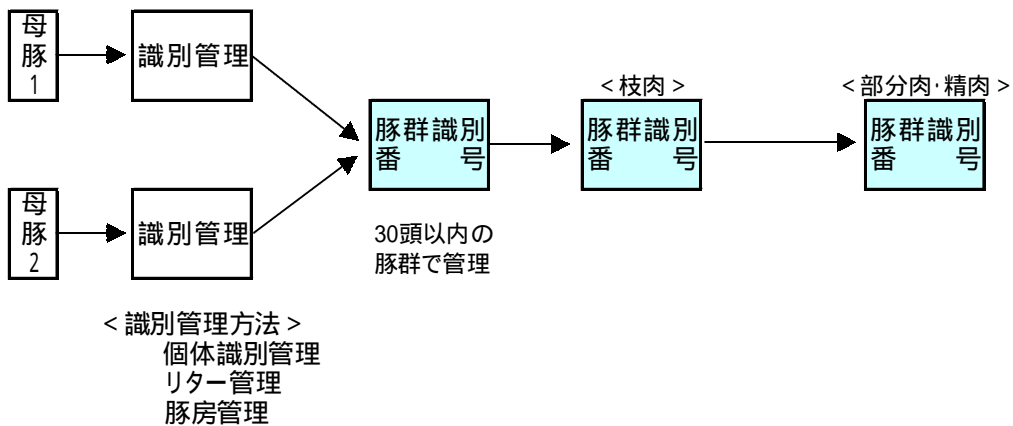 母豚1
識別管理
<枝肉>
<部分肉·精肉>
豚群識別
番　　号
豚群識別
番　　号
豚群識別
番　　号
母豚2
識別管理
30頭以内の
豚群で管理
<識別管理方法>
個体識別管理
リター管理
豚房管理